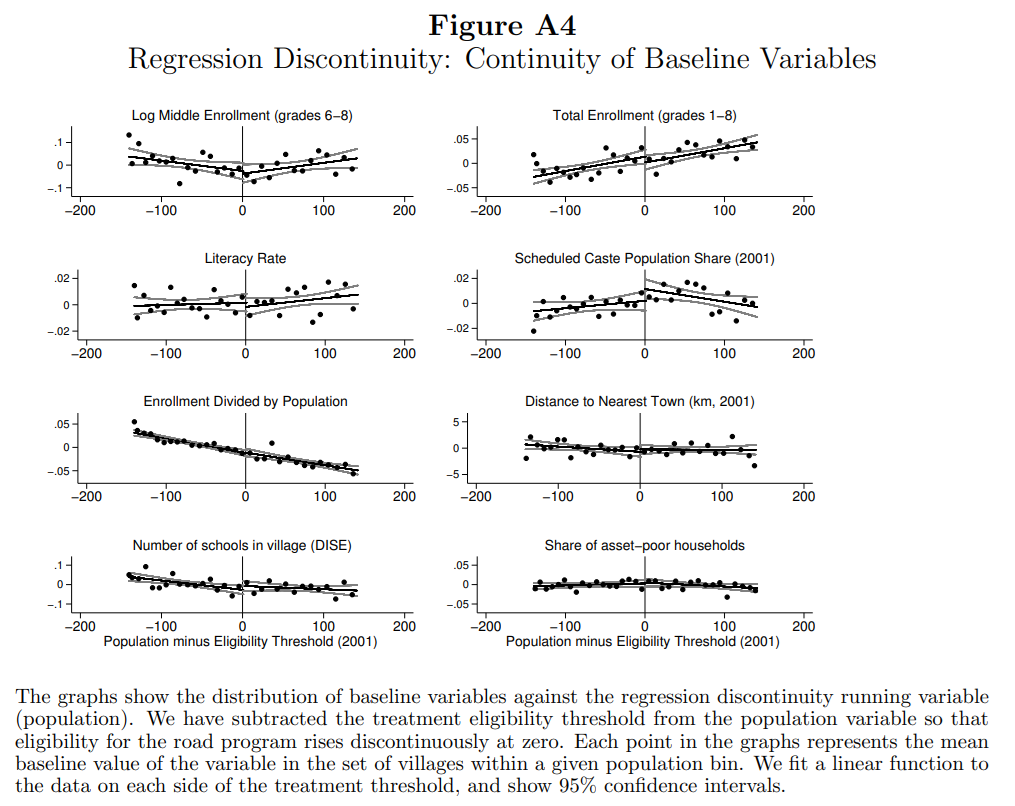 Figure A4
Regression Discontinuity: Continuity of Baseline Variables
Log Middle Enrollment (grades 6−8)
.1
0
−.1
−200 −100 0 100 200
Total Enrollment (grades 1−8)
.05
0
−.05
−200 −100 0 100 200
Literacy Rate
.02
0
−.02
−200 −100 0 100 200
Scheduled Caste Population Share (2001)
.02
0
−.02
−200 −100 0 100 200
Enrollment Divided by Population
.05
0
−.05
−200 −100 0 100 200
Distance to Nearest Town (km, 2001)
5
0
−5
−200 −100 0 100 200
Number of schools in village (DISE)
.1
0
−.1
−200 −100 0 100 200
Population minus Eligibility Threshold (2001)
Share of asset−poor households
.05
0
−.05
−200 −100 0 100 200
Population minus Eligibility Threshold (2001)
The graphs show the distribution of baseline variables against the regression discontinuity running variable
(population). We have subtracted the treatment eligibility threshold from the population variable so that
eligibility for the road program rises discontinuously at zero. Each point in the graphs represents the mean
baseline value of the variable in the set of villages within a given population bin. We fit a linear function to
the data on each side of the treatment threshold, and show 95% confidence intervals.